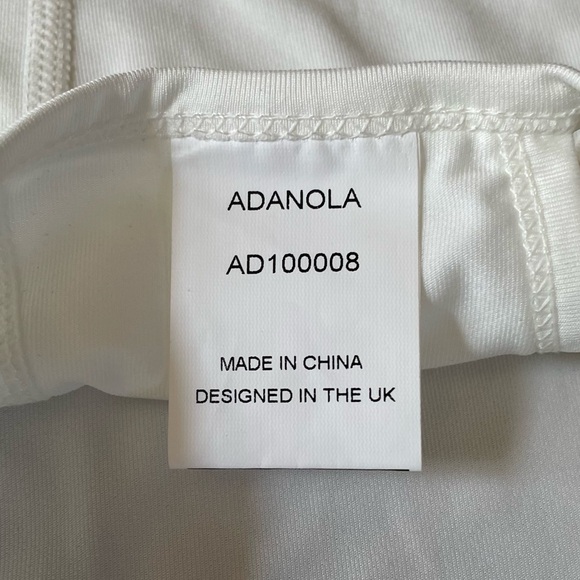 ADANOLA
AD100008
MADE IN CHINA
DESIGNED IN THE UK